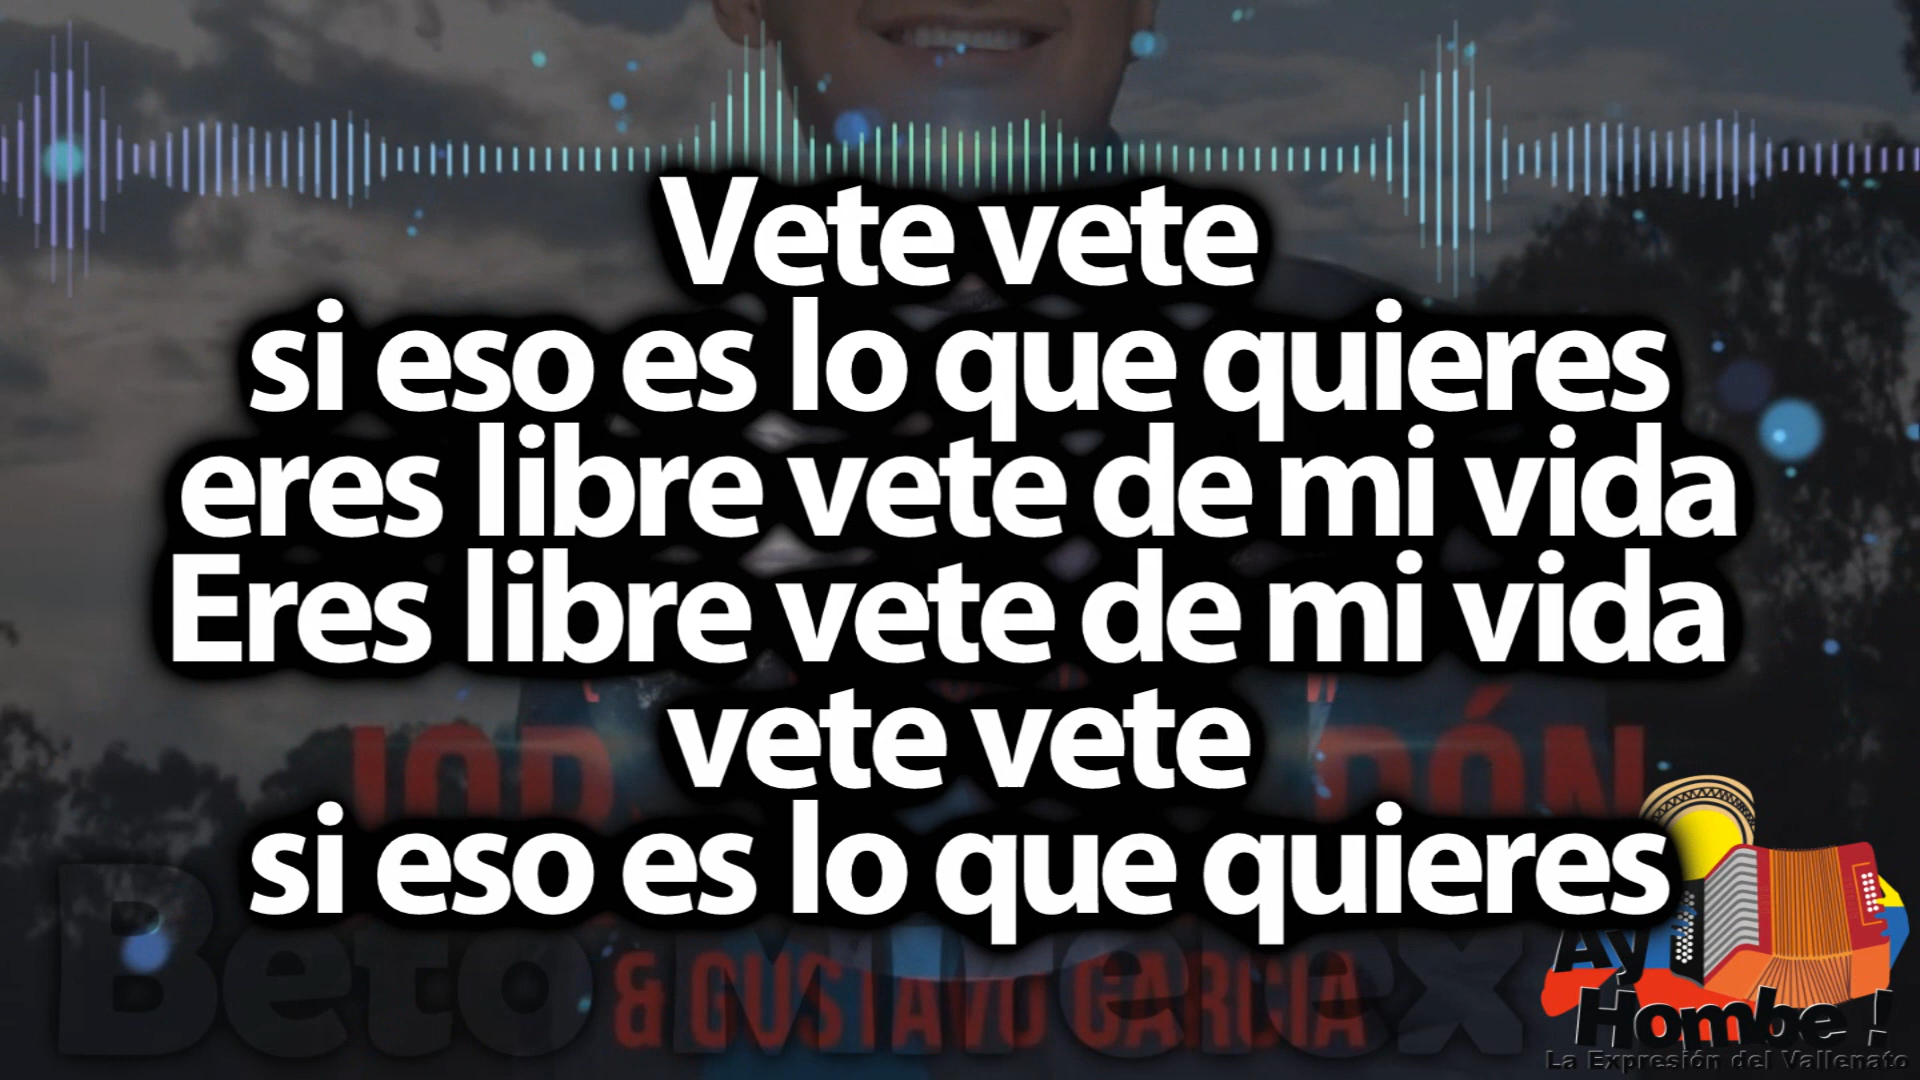 Vete vete
si eso es lo que quieres
eres libre vete de mi vida
Eres libre vete de mi vida
vete vete
si eso es lo que quieres
& GUSTAVO GARCIA
Ay
Hombe !
La Expresión del Vallenato